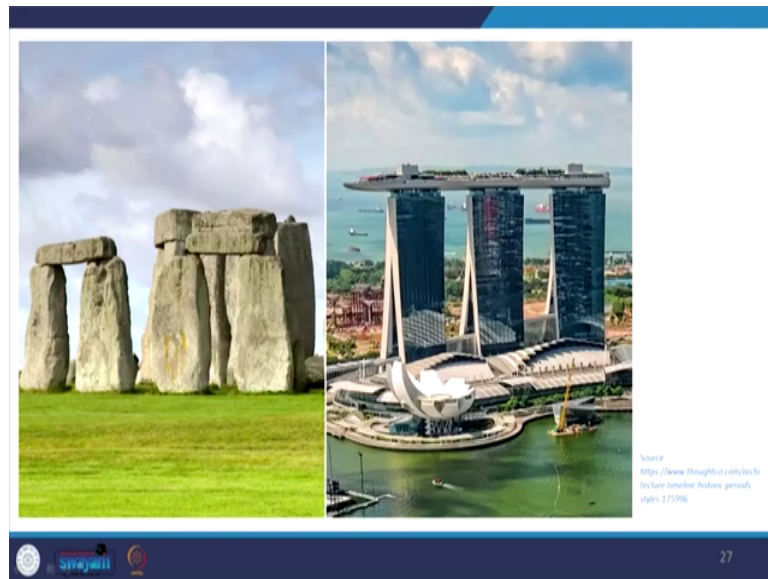 Source
https://www.thoughtco.com/archi
tecture-timeline-historic-periods
styles-175996
swayam
27